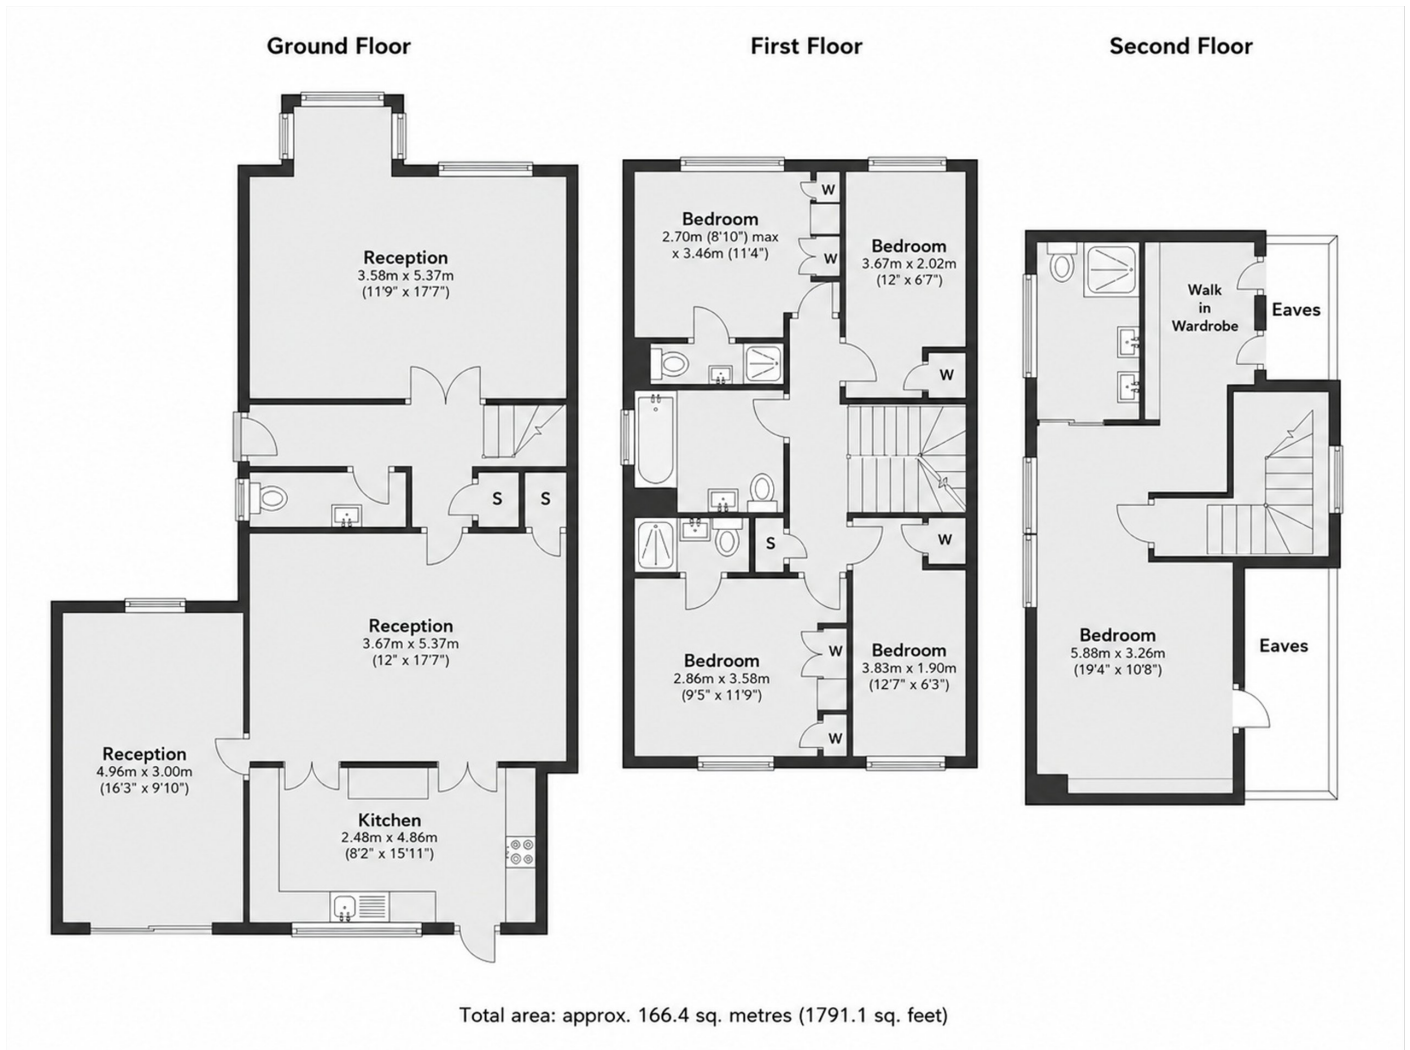 Ground Floor
Reception
3.58m x 5.37m
(11'9" x 17'7")
S
S
Reception
3.67m x 5.37m
(12" x 17'7")
Reception
4.96m x 3.00m
(16'3" x 9'10")
Kitchen
2.48m x 4.86m
(8'2" x 15'11")
First Floor
Bedroom
2.70m (8'10") max
x 3.46m (11'4")
W
W
Bedroom
3.67m x 2.02m
(12" x 6'7")
W
S
W
Bedroom
2.86m x 3.58m
(9'5" x 11'9")
W
W
Bedroom
3.83m x 1.90m
(12'7" x 6'3")
Second Floor
Walk
in
Wardrobe
Eaves
Bedroom
5.88m x 3.26m
(19'4" x 10'8")
Eaves
Total area: approx. 166.4 sq. metres (1791.1 sq. feet)